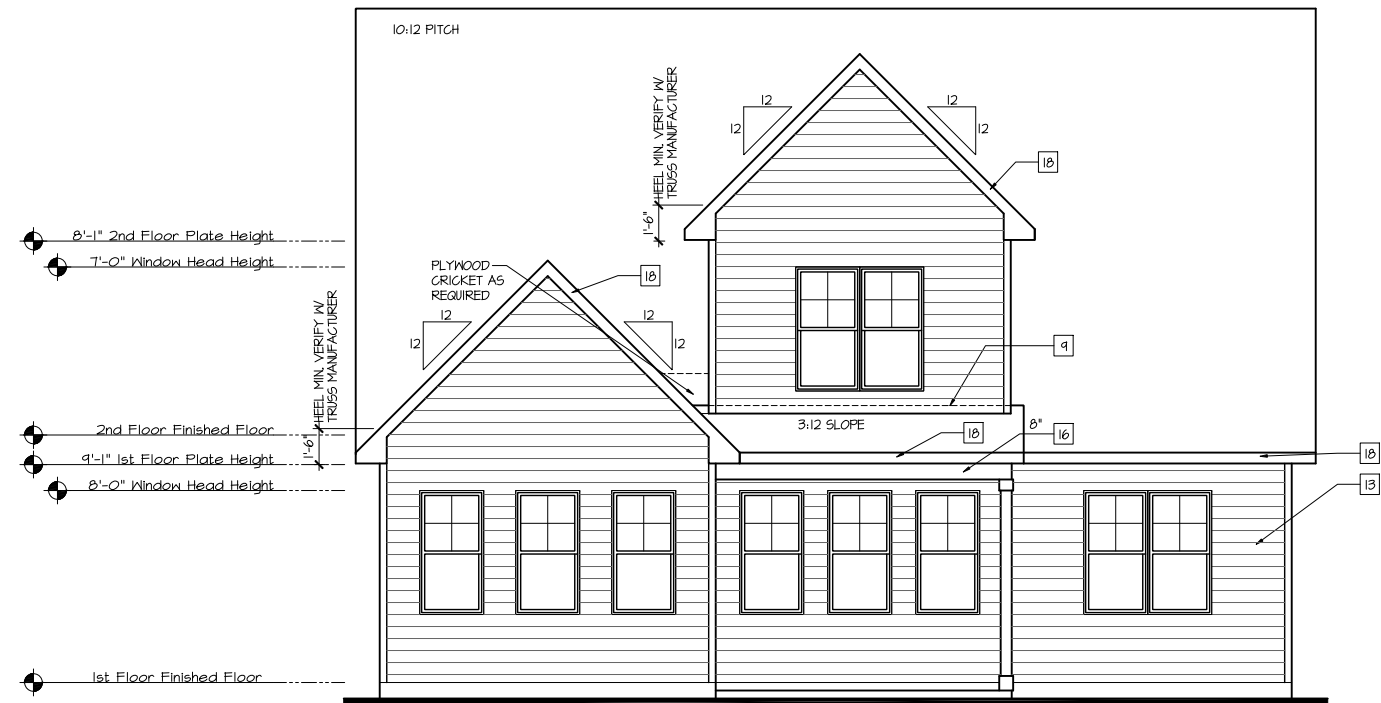 10:12 PITCH
HEEL MIN. VERIFY W/
TRUSS MANUFACTURER
1'-6"
12
12
12
12
18
8'-1" 2nd Floor Plate Height
7'-0" Window Head Height
PLYWOOD
CRICKET AS
REQUIRED
18
HEEL MIN. VERIFY W/
TRUSS MANUFACTURER
1'-6"
12
12
12
12
9
2nd Floor Finished Floor
3:12 SLOPE
18
8"
16
18
9'-1" 1st Floor Plate Height
8'-0" Window Head Height
13
1st Floor Finished Floor